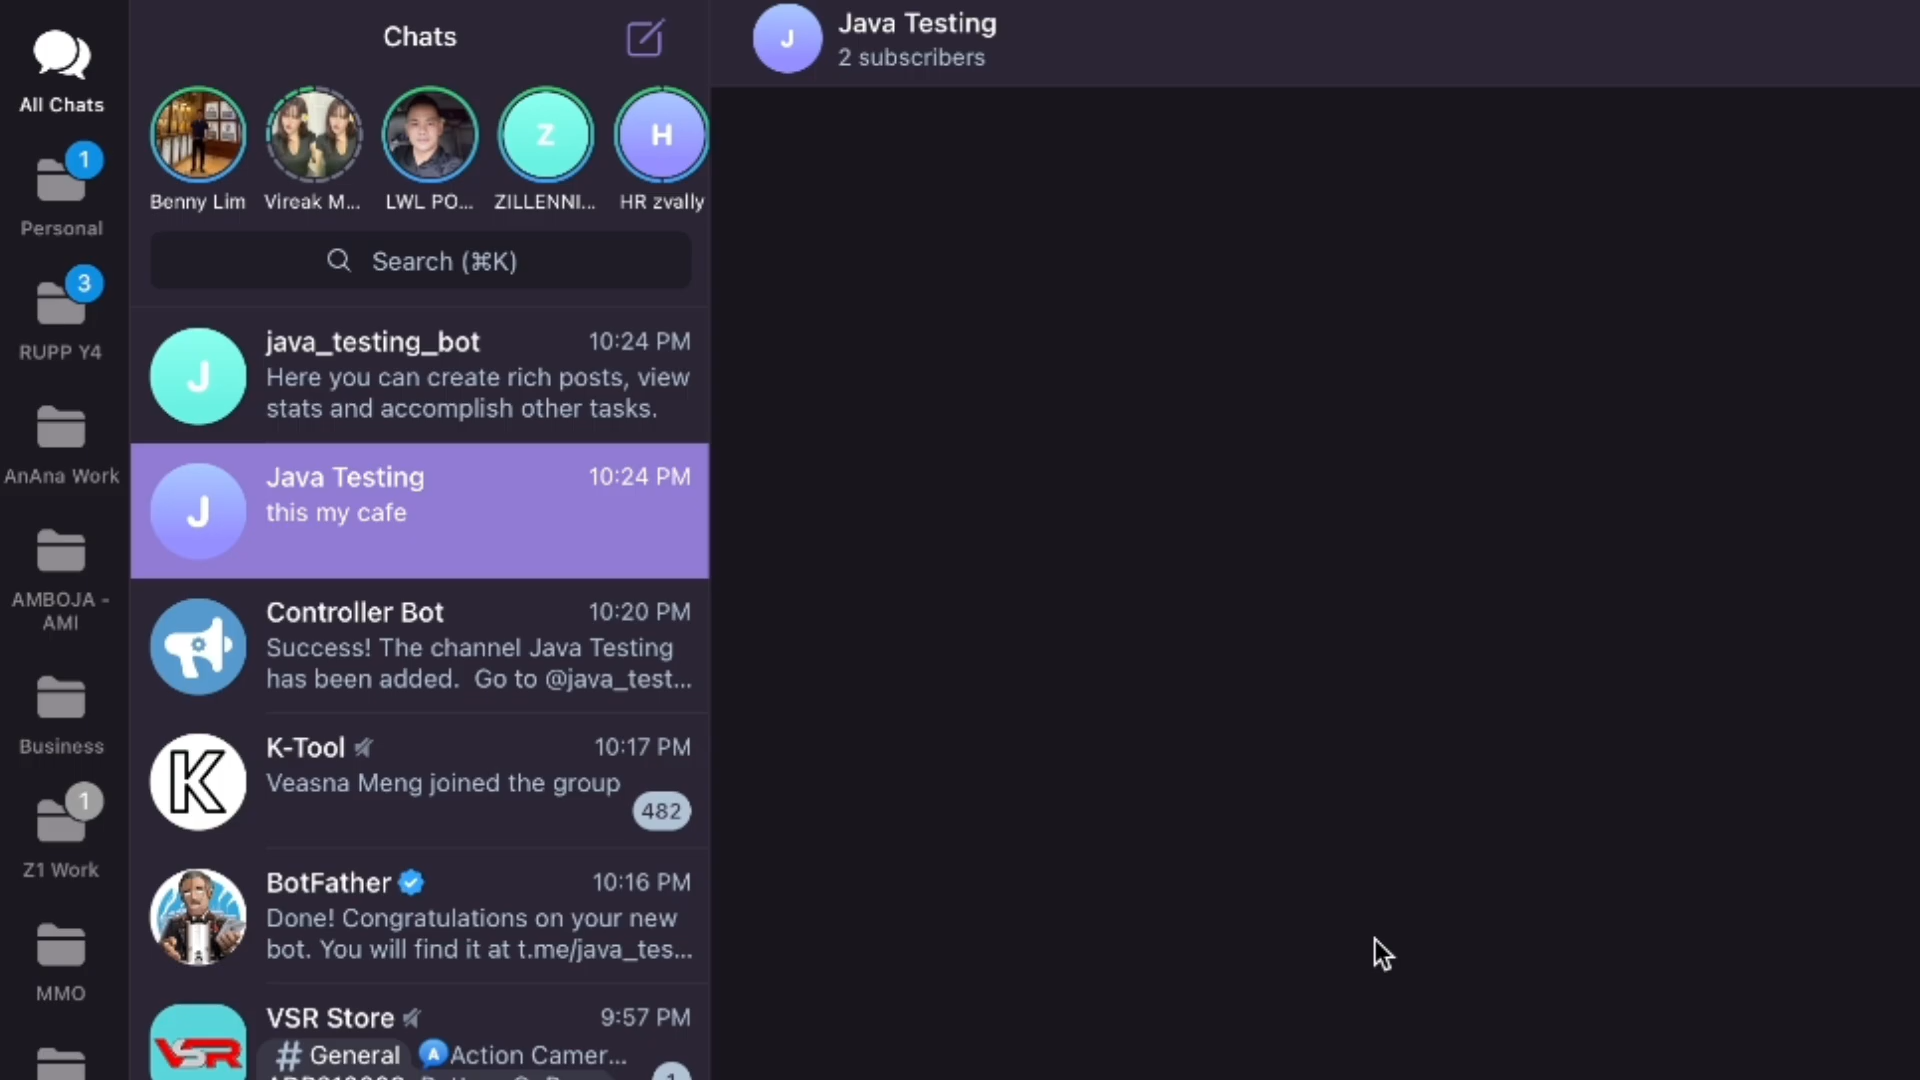 All Chats
1
Personal
3
RUPP Y4
AnAna Work
AMBOJA -
AMI
Business
1
Z1 Work
MMO
Chats
Benny Lim
Vireak M...
LWL PO...
Z
ZILLENNI...
H
HR zvally
Search (⌘K)
J
java_testing_bot
10:24 PM
Here you can create rich posts, view
stats and accomplish other tasks.
J
Java Testing
10:24 PM
this my cafe
Controller Bot
10:20 PM
Success! The channel Java Testing
has been added. Go to @java_test...
K
K-Tool
10:17 PM
Veasna Meng joined the group
482
BotFather
10:16 PM
Done! Congratulations on your new
bot. You will find it at t.me/java_tes...
VSR
VSR Store
9:57 PM
# General
A Action Camer...
1
J
Java Testing
2 subscribers